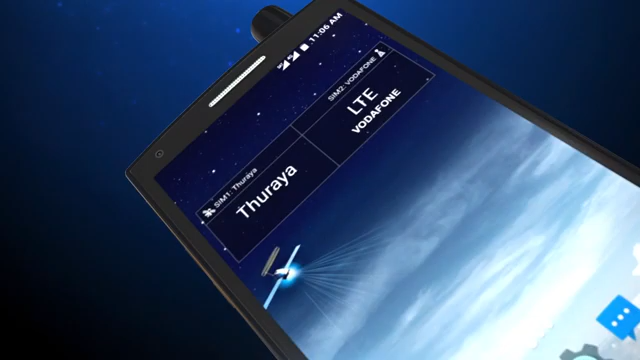 11:06 AM
SIM1: Thuraya
SIM2: VODAFONE
Thuraya
LTE
VODAFONE